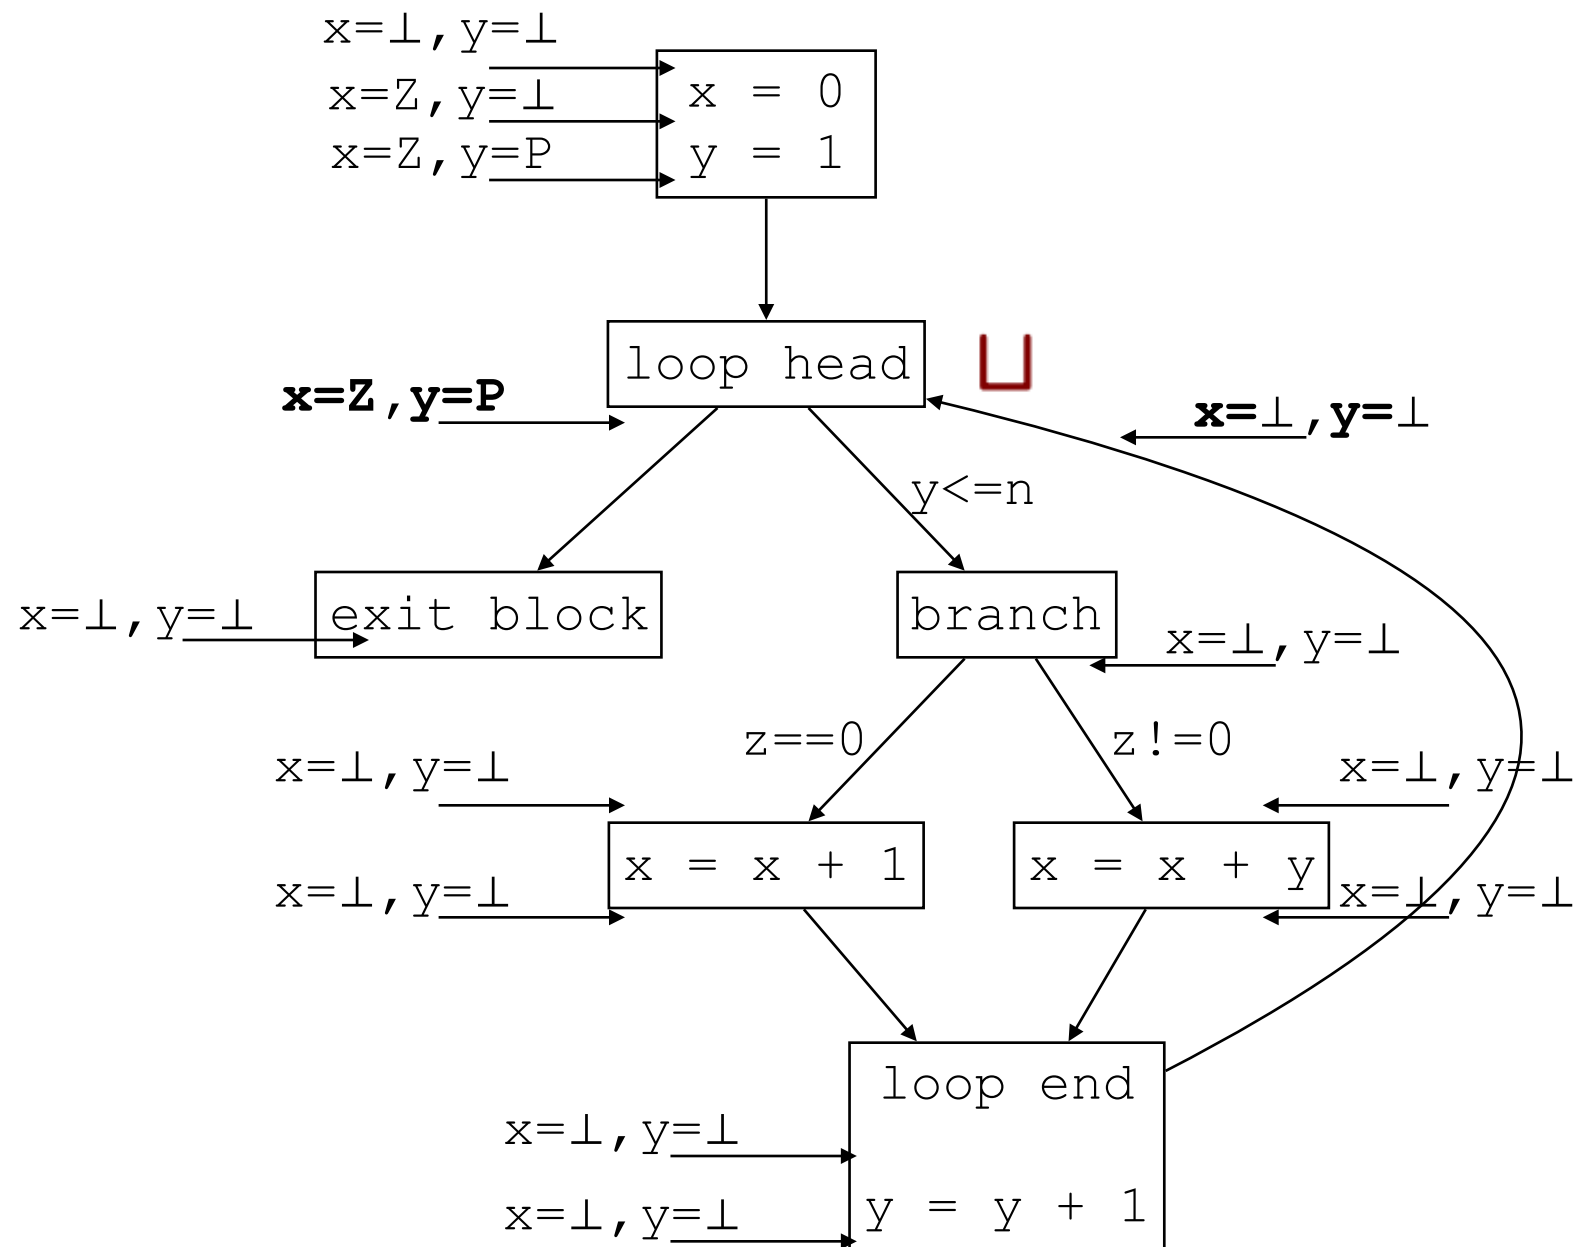 x=⊥,y=⊥
x=Z,y=⊥
x=Z,y=P
x = 0
y = 1
loop head
⊔
x=Z,y=P
x=⊥,y=⊥
y<=n
exit block
x=⊥,y=⊥
branch
x=⊥,y=⊥
z==0
z!=0
x=⊥,y=⊥
x=⊥,y=⊥
x = x + 1
x = x + y
x=⊥,y=⊥
x=⊥,y=⊥
loop end
x=⊥,y=⊥
y = y + 1
x=⊥,y=⊥